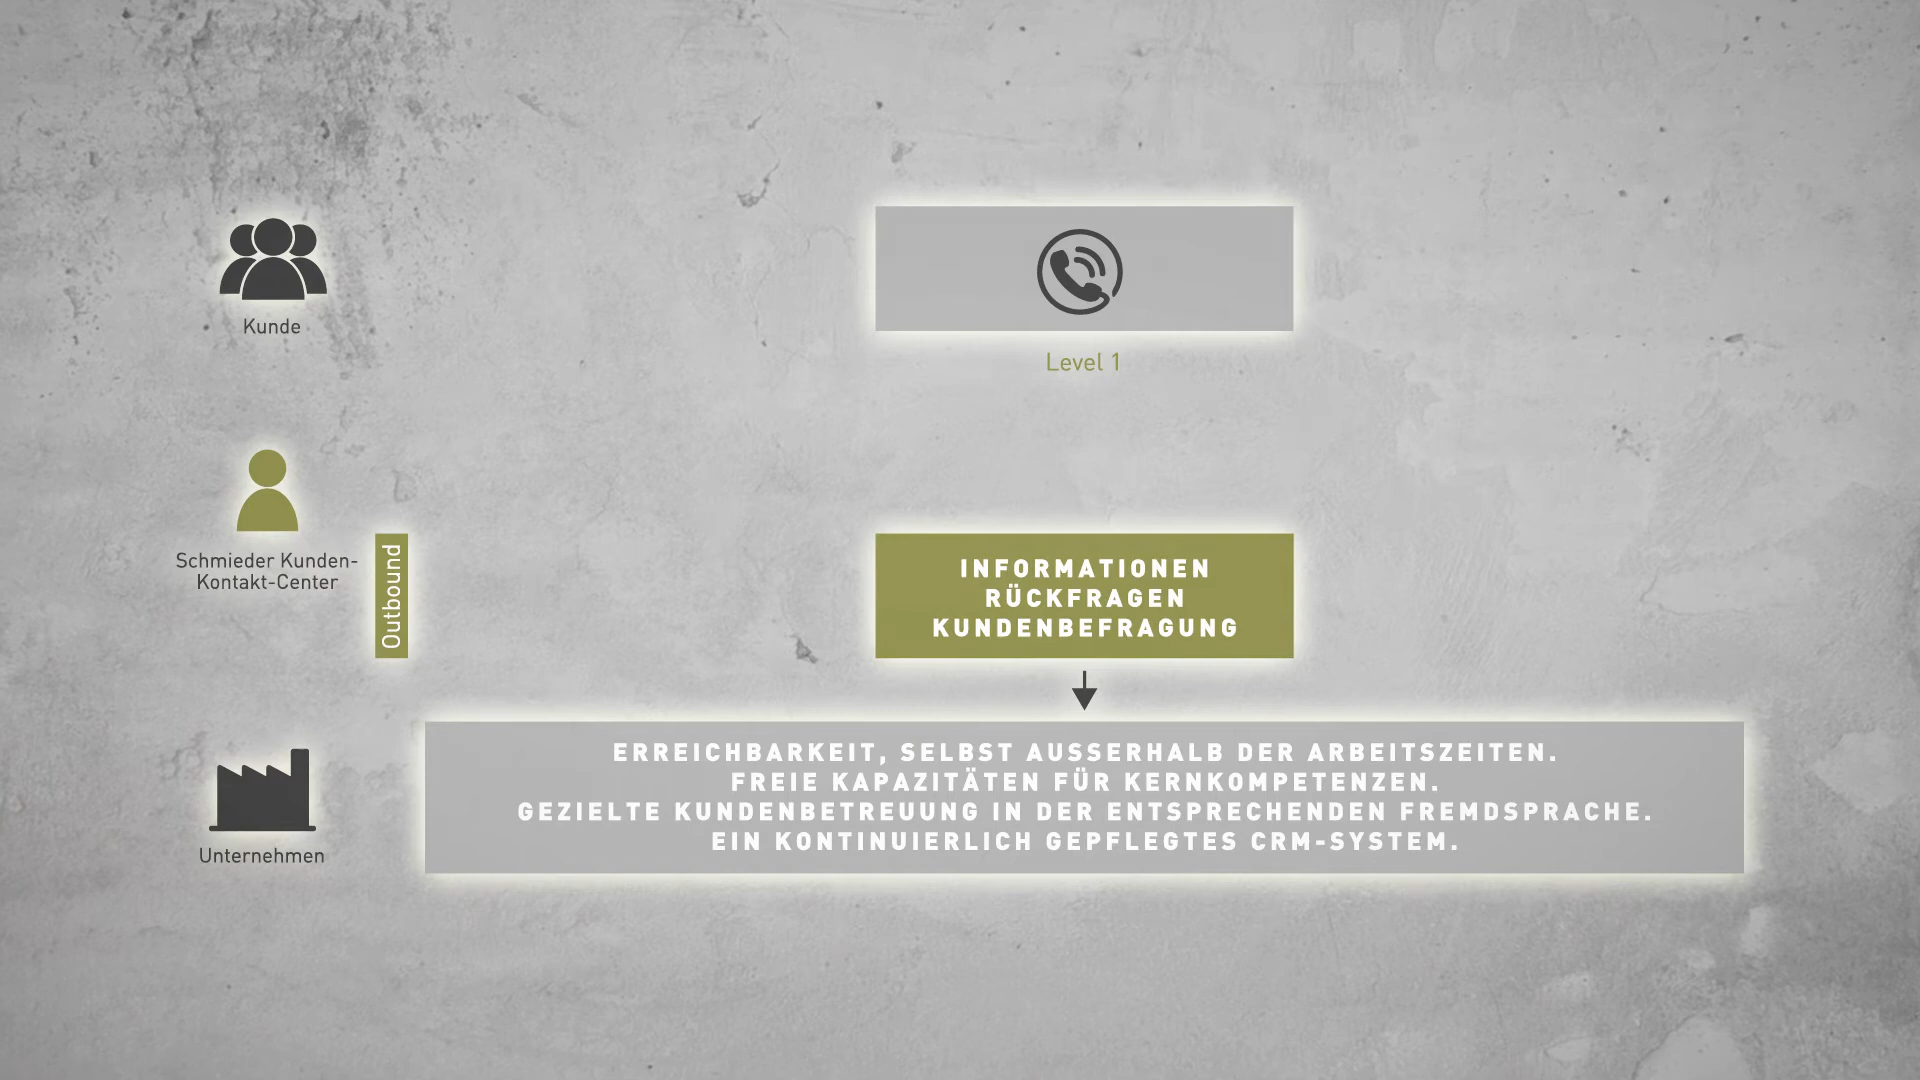 Kunde
Level 1
Schmieder Kunden-
Kontakt-Center
Outbound
INFORMATIONEN
RÜCKFRAGEN
KUNDENBEFRAGUNG
ERREICHBARKEIT, SELBST AUSSERHALB DER ARBEITSZEITEN.
FREIE KAPAZITÄTEN FÜR KERNKOMPETENZEN.
GEZIELTE KUNDENBETREUUNG IN DER ENTSPRECHENDEN FREMDSPRACHE.
EIN KONTINUIERLICH GEPFLEGTES CRM-SYSTEM.
Unternehmen